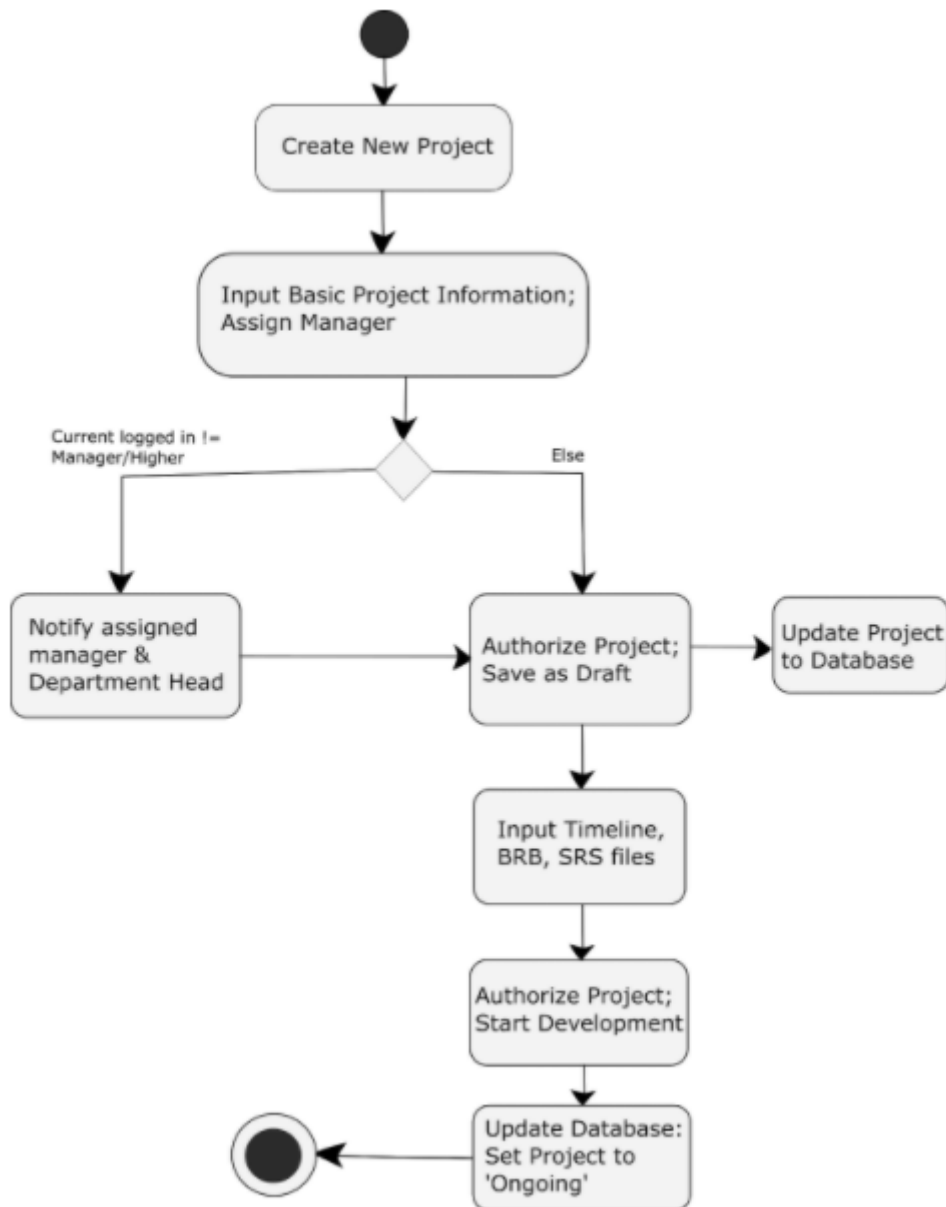 Create New Project
Input Basic Project Information;
Assign Manager
Current logged in !=
Manager/Higher
Else
Notify assigned
manager &
Department Head
Authorize Project;
Save as Draft
Update Project
to Database
Input Timeline,
BRB, SRS files
Authorize Project;
Start Development
Update Database:
Set Project to
'Ongoing'